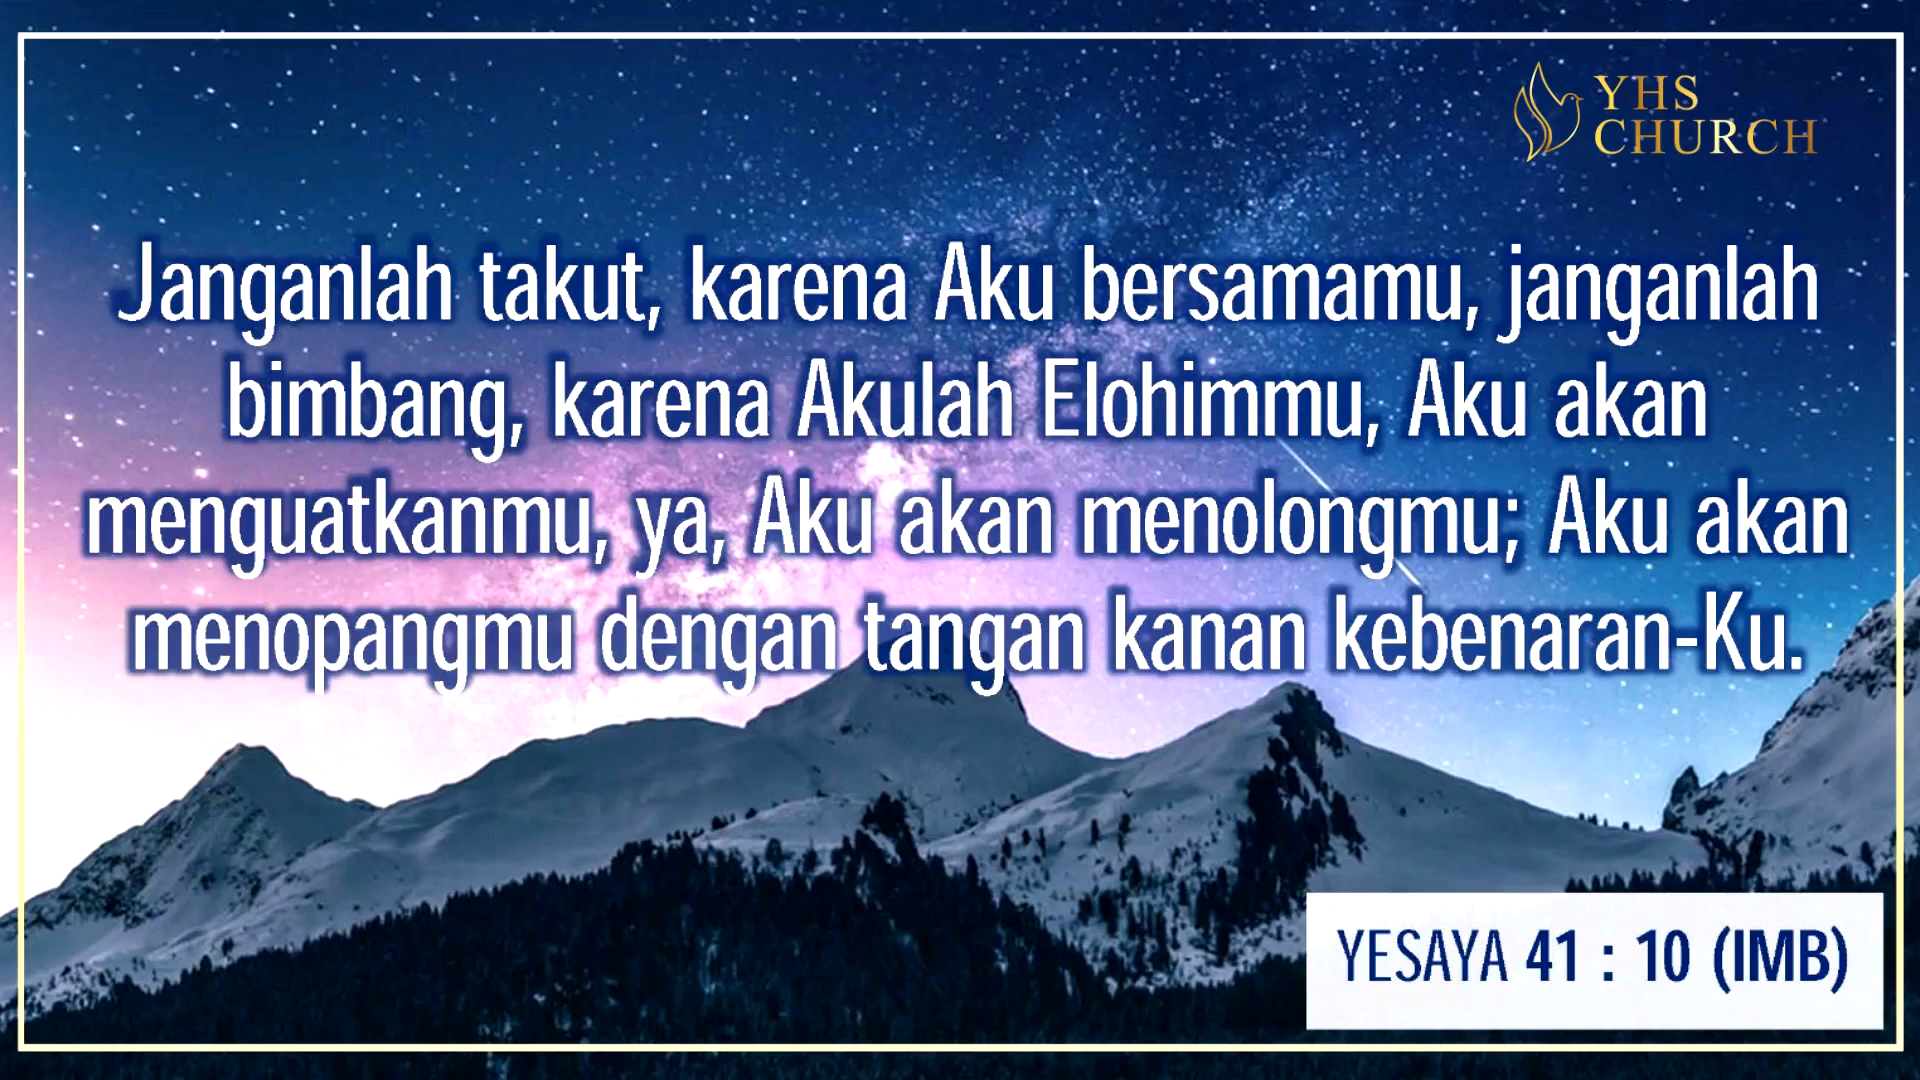 YHS
CHURCH
Janganlah takut, karena Aku bersamamu, janganlah
bimbang, karena Akulah Elohimmu, Aku akan
menguatkanmu, ya, Aku akan menolongmu; Aku akan
menopangmu dengan tangan kanan kebenaran-Ku.
YESAYA 41 : 10 (IMB)